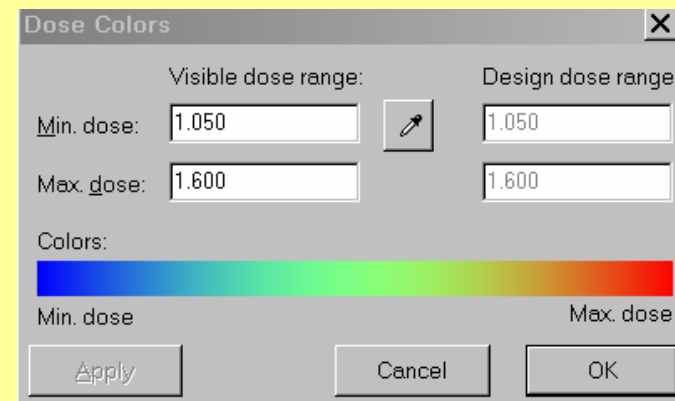 Dose Colors
Visible dose range: Design dose range
Min. dose: 1.050 1.050
Max. dose: 1.600 1.600
Colors:
Min. dose Max. dose
Apply Cancel OK